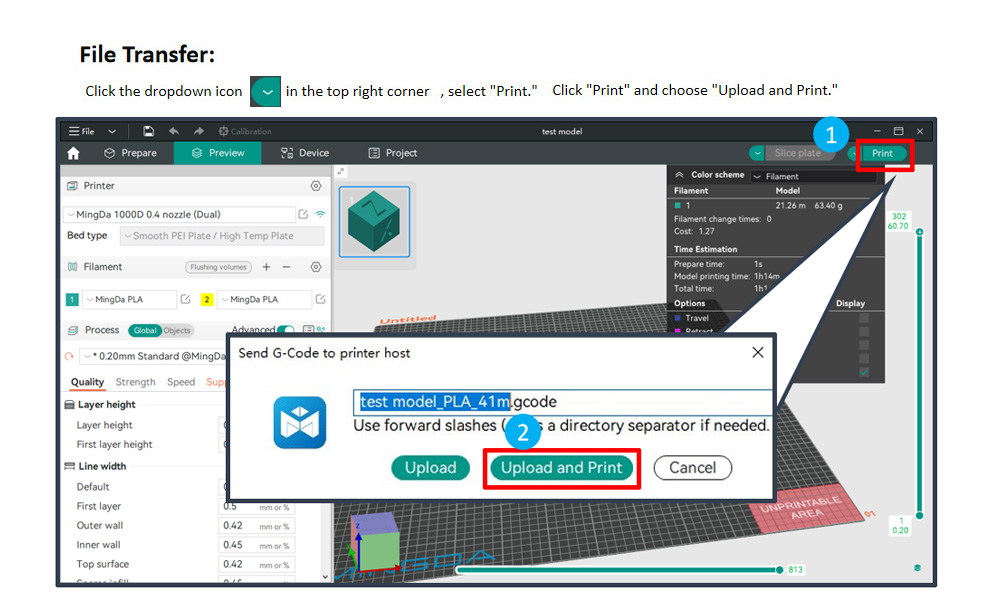 File Transfer:
Click the dropdown icon in the top right corner , select "Print." Click "Print" and choose "Upload and Print."
File
Calibration
test model
1
Prepare
Preview
Device
Project
Slice plate
Print
Printer
MingDa 1000D 0.4 nozzle (Dual)
Bed type
Smooth PEI Plate / High Temp Plate
Filament
Flushing volumes
1
MingDa PLA
2
MingDa PLA
Process
Global
Objects
Advanced
* 0.20mm Standard @MingDa
Quality
Strength
Speed
Layer height
Layer height
First layer height
Line width
Default
First layer
0.5
mm or %
Outer wall
0.42
mm or %
Inner wall
0.45
mm or %
Top surface
0.42
mm or %
Z
Untitled
Color scheme
Filament
Filament
Model
1
21.26 m 63.40 g
Filament change times: 0
Cost: 1.27
Time Estimation
Prepare time: 1s
Model printing time: 1h14m
Total time:
Options
Display
Travel
Retract
302
60.70
Send G-Code to printer host
test model_PLA_41m.gcode
Use forward slashes ( as a directory separator if needed.
2
Upload
Upload and Print
Cancel
UNPRINTABLE
AREA
01
1
0.20
z
813